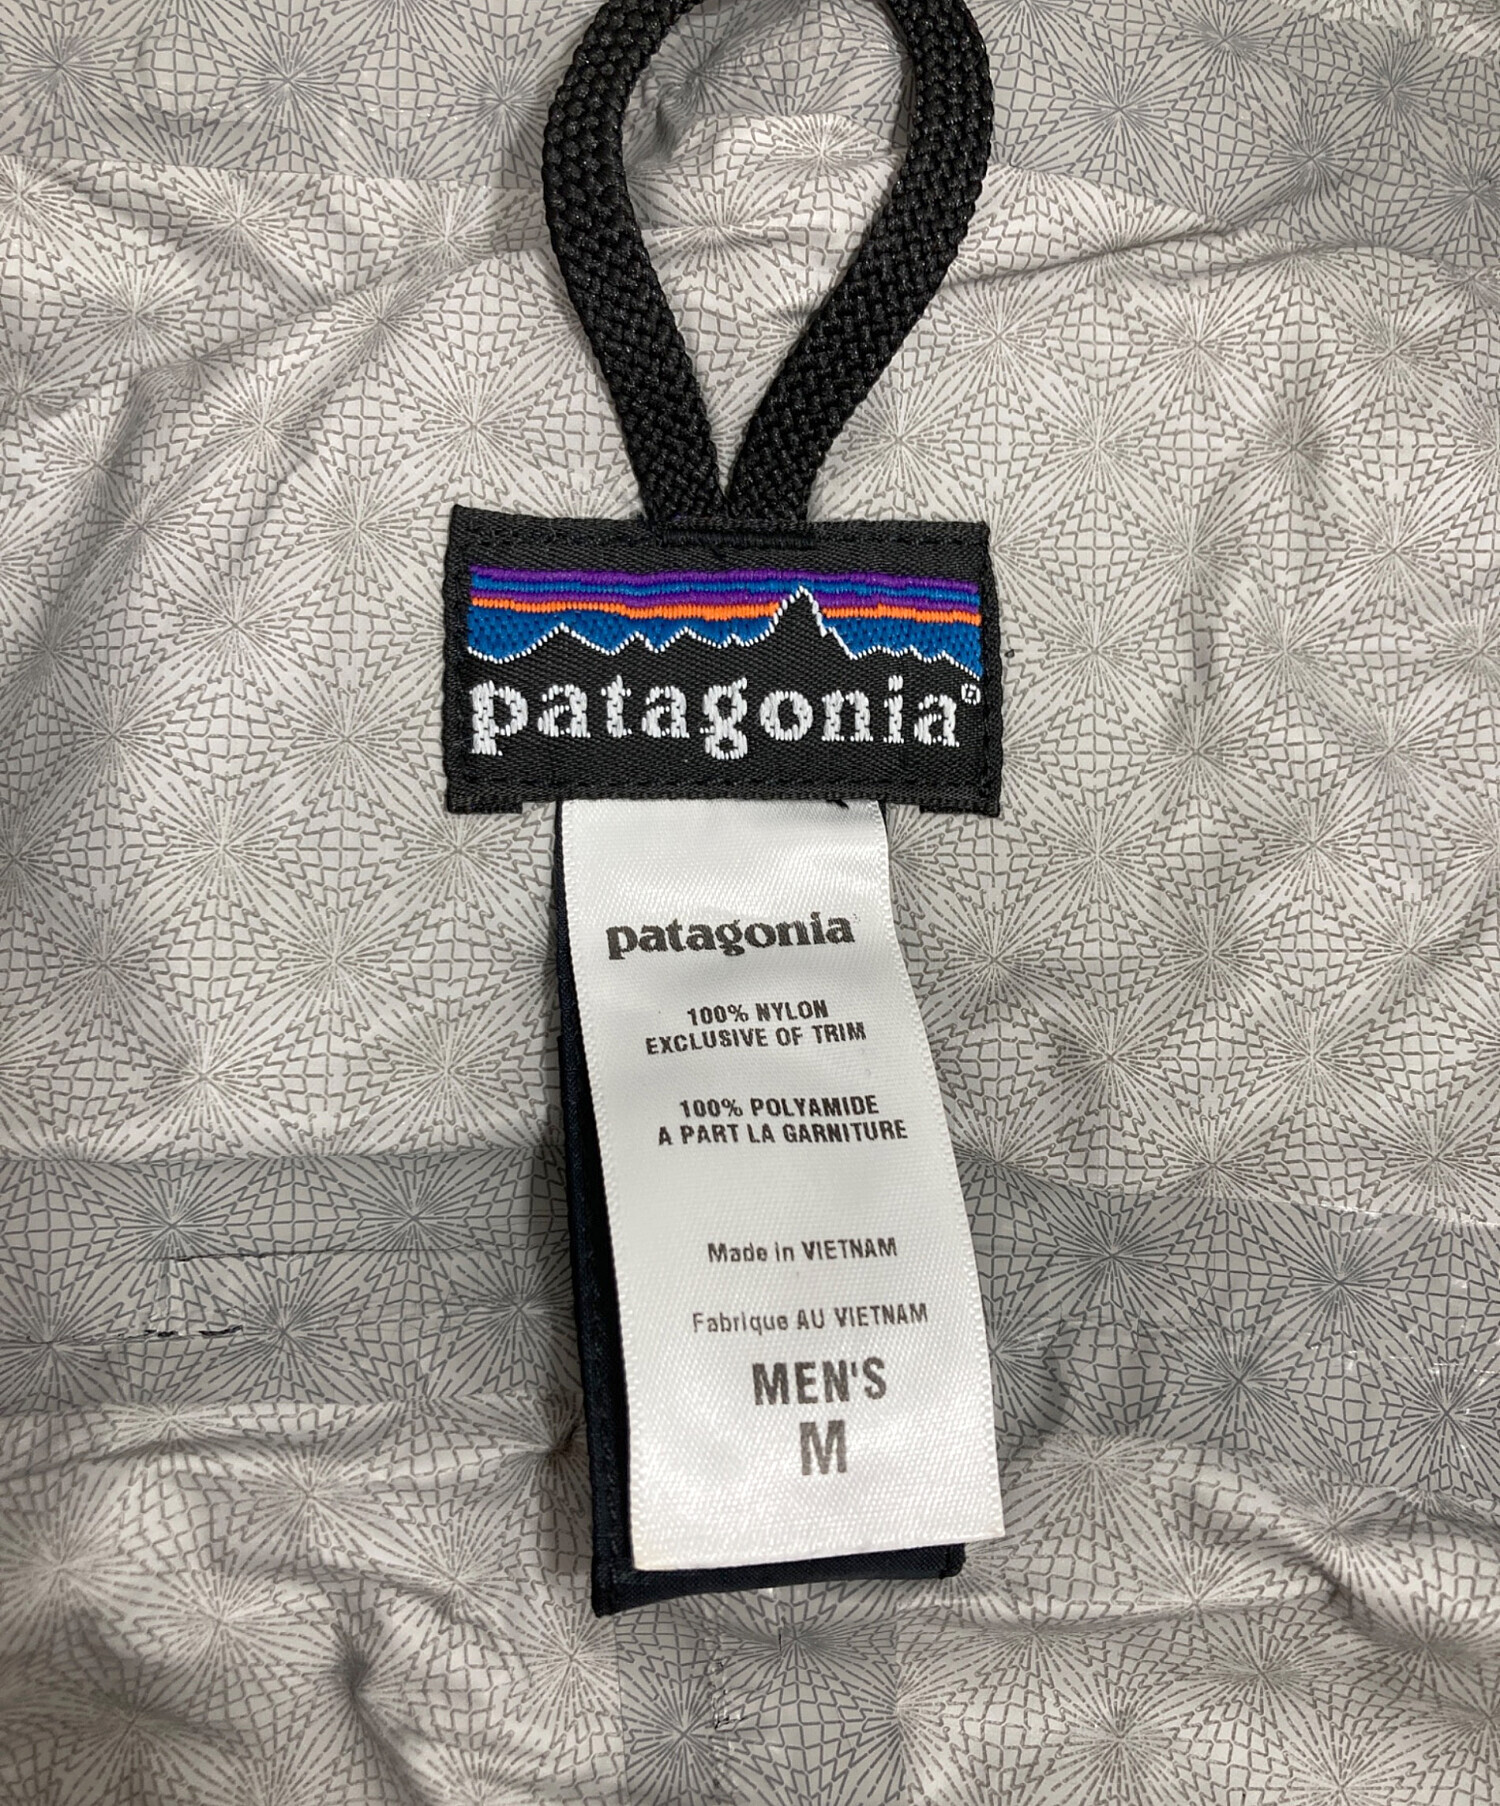 patagonia®
patagonia
100% NYLON
EXCLUSIVE OF TRIM
100% POLYAMIDE
A PART LA GARNITURE
Made in VIETNAM
Fabrique AU VIETNAM
MEN'S
M